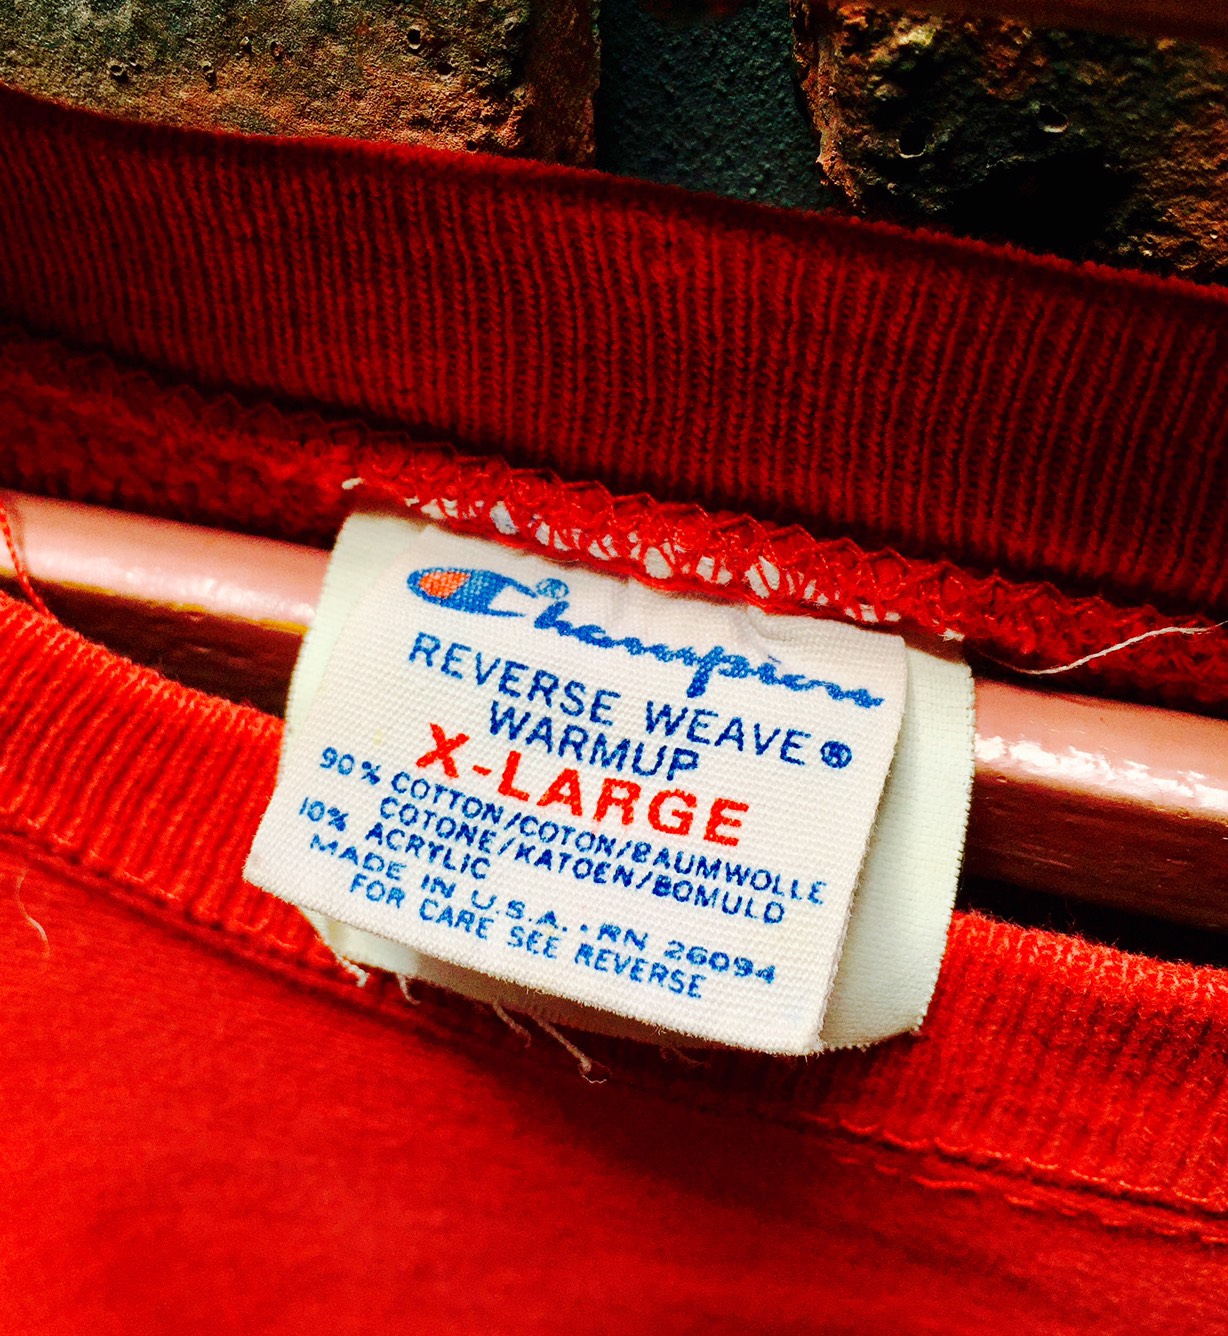 Champion®
REVERSE WEAVE®
WARMUP
X-LARGE
90% COTTON/COTON/BAUMWOLLE
COTONE/KATOEN/BOMULD
10% ACRYLIC
MADE IN U.S.A. · RN 26094
FOR CARE SEE REVERSE